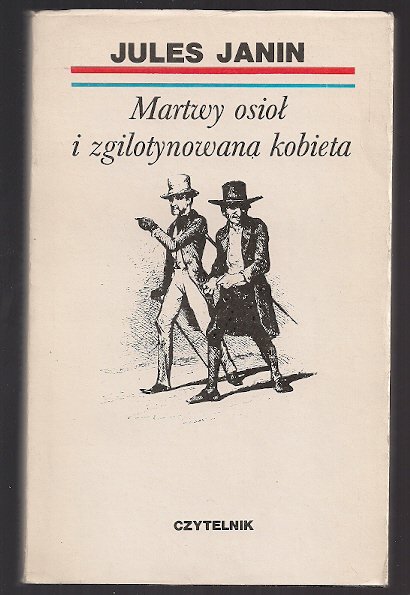 JULES JANIN
Martwy osioł
i zgilotynowana kobieta
CZYTELNIK